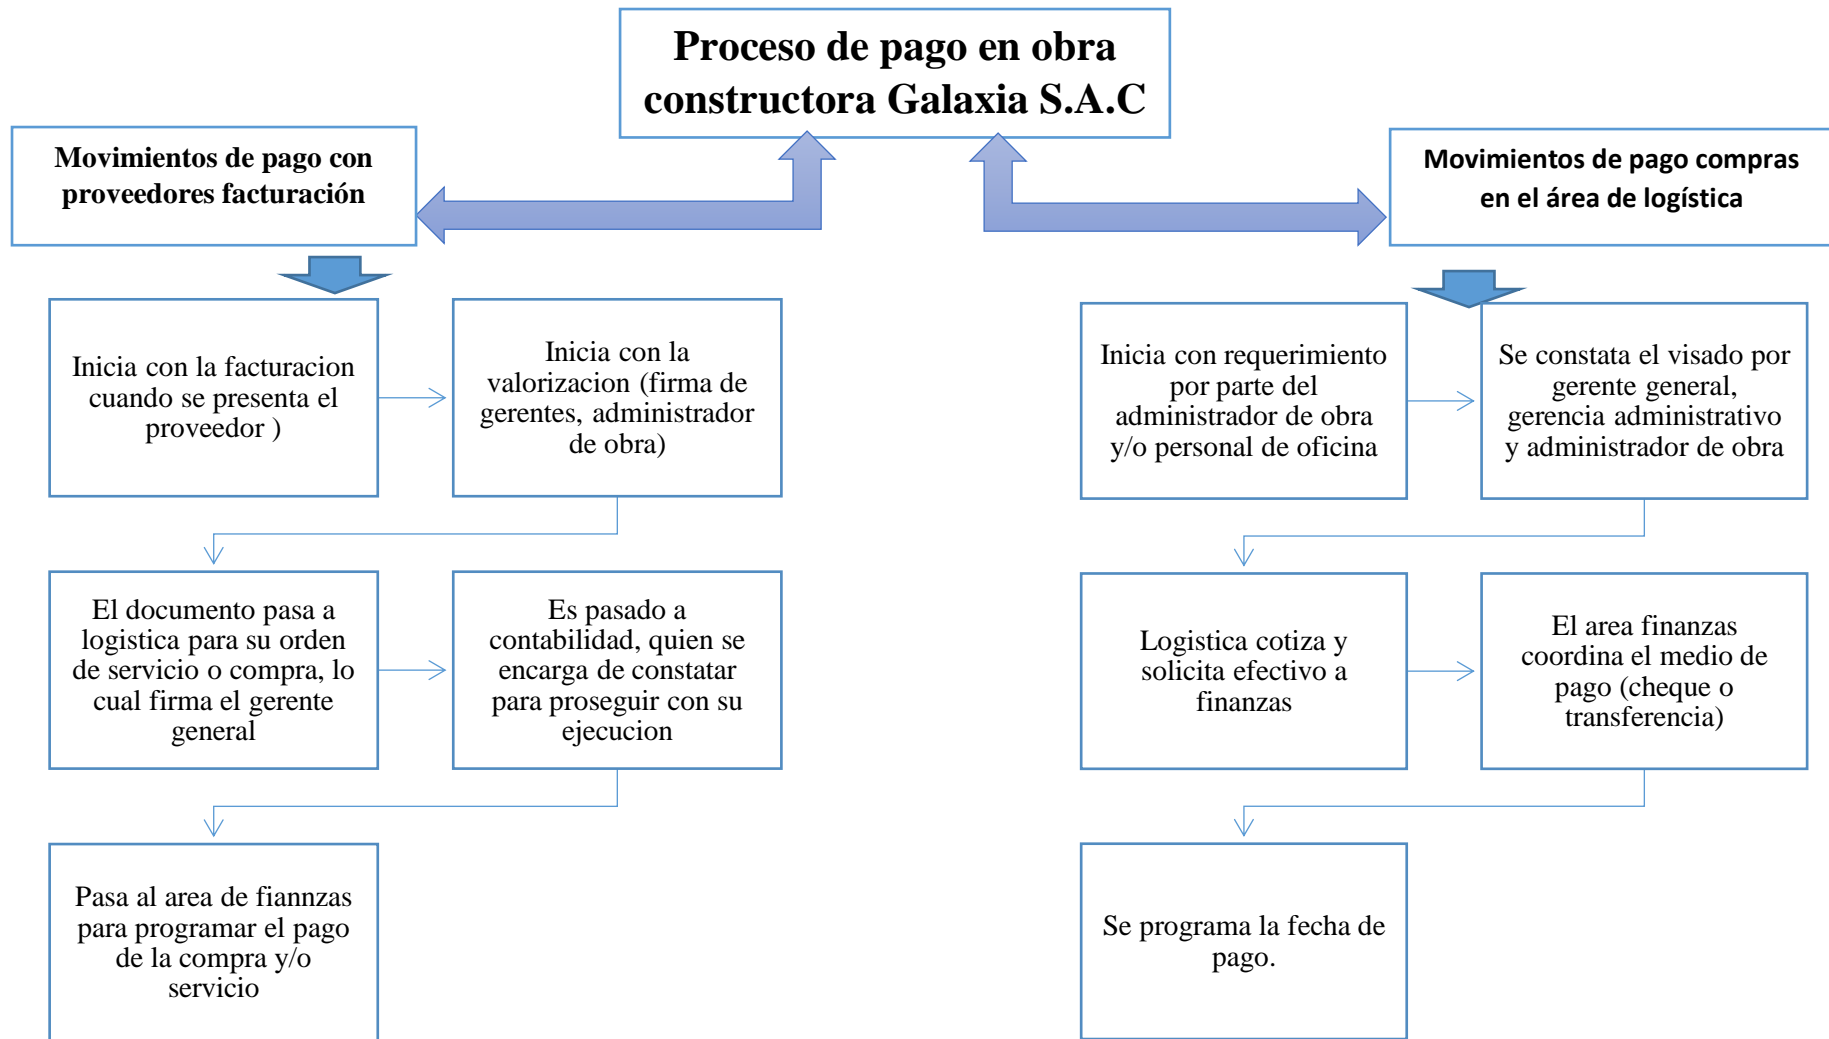 Proceso de pago en obra
constructora Galaxia S.A.C
Movimientos de pago con
proveedores facturación
Inicia con la facturacion
cuando se presenta el
proveedor )
Inicia con la
valorizacion (firma de
gerentes, administrador
de obra)
El documento pasa a
logistica para su orden
de servicio o compra, lo
cual firma el gerente
general
Es pasado a
contabilidad, quien se
encarga de constatar
para proseguir con su
ejecucion
Pasa al area de fiannzas
para programar el pago
de la compra y/o
servicio
Movimientos de pago compras
en el área de logística
Inicia con requerimiento
por parte del
administrador de obra
y/o personal de oficina
Se constata el visado por
gerente general,
gerencia administrativo
y administrador de obra
Logistica cotiza y
solicita efectivo a
finanzas
El area finanzas
coordina el medio de
pago (cheque o
transferencia)
Se programa la fecha de
pago.